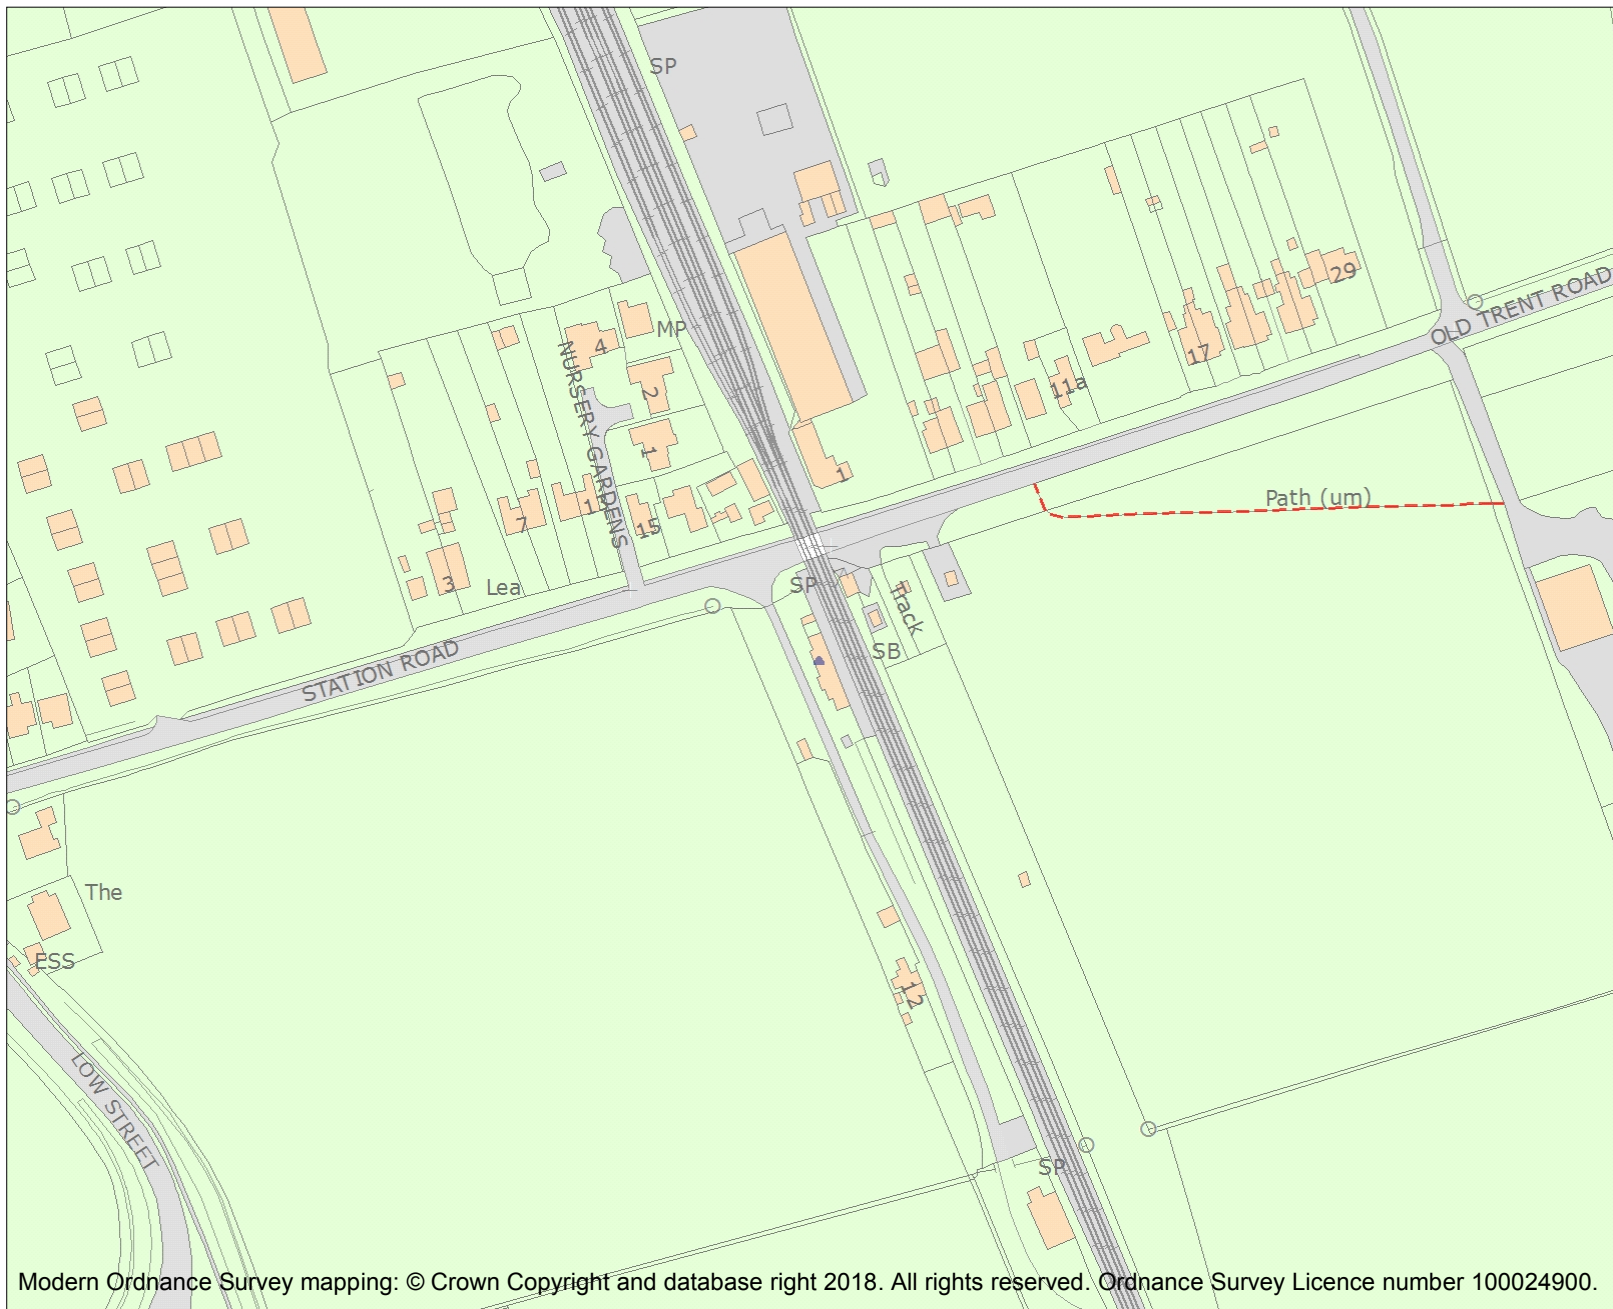 SP
29
OLD TRENT ROAD
MP
4
17
NURSERY GARDENS
2
11a
1
1
Path (um)
7
1
15
3
Lea
SP
Track
STATION ROAD
SB
The
ESS
12
LOW STREET
SP
Modern Ordnance Survey mapping: © Crown Copyright and database right 2018. All rights reserved. Ordnance Survey Licence number 100024900.